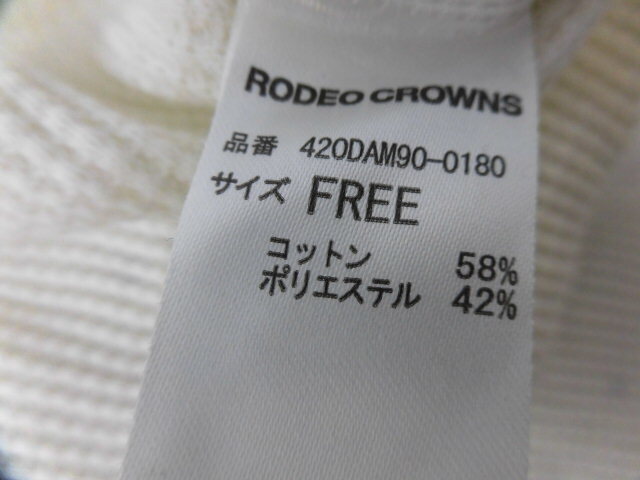 RODEO CROWNS
品番 420DAM90-0180
サイズ FREE
コットン 58%
ポリエステル 42%